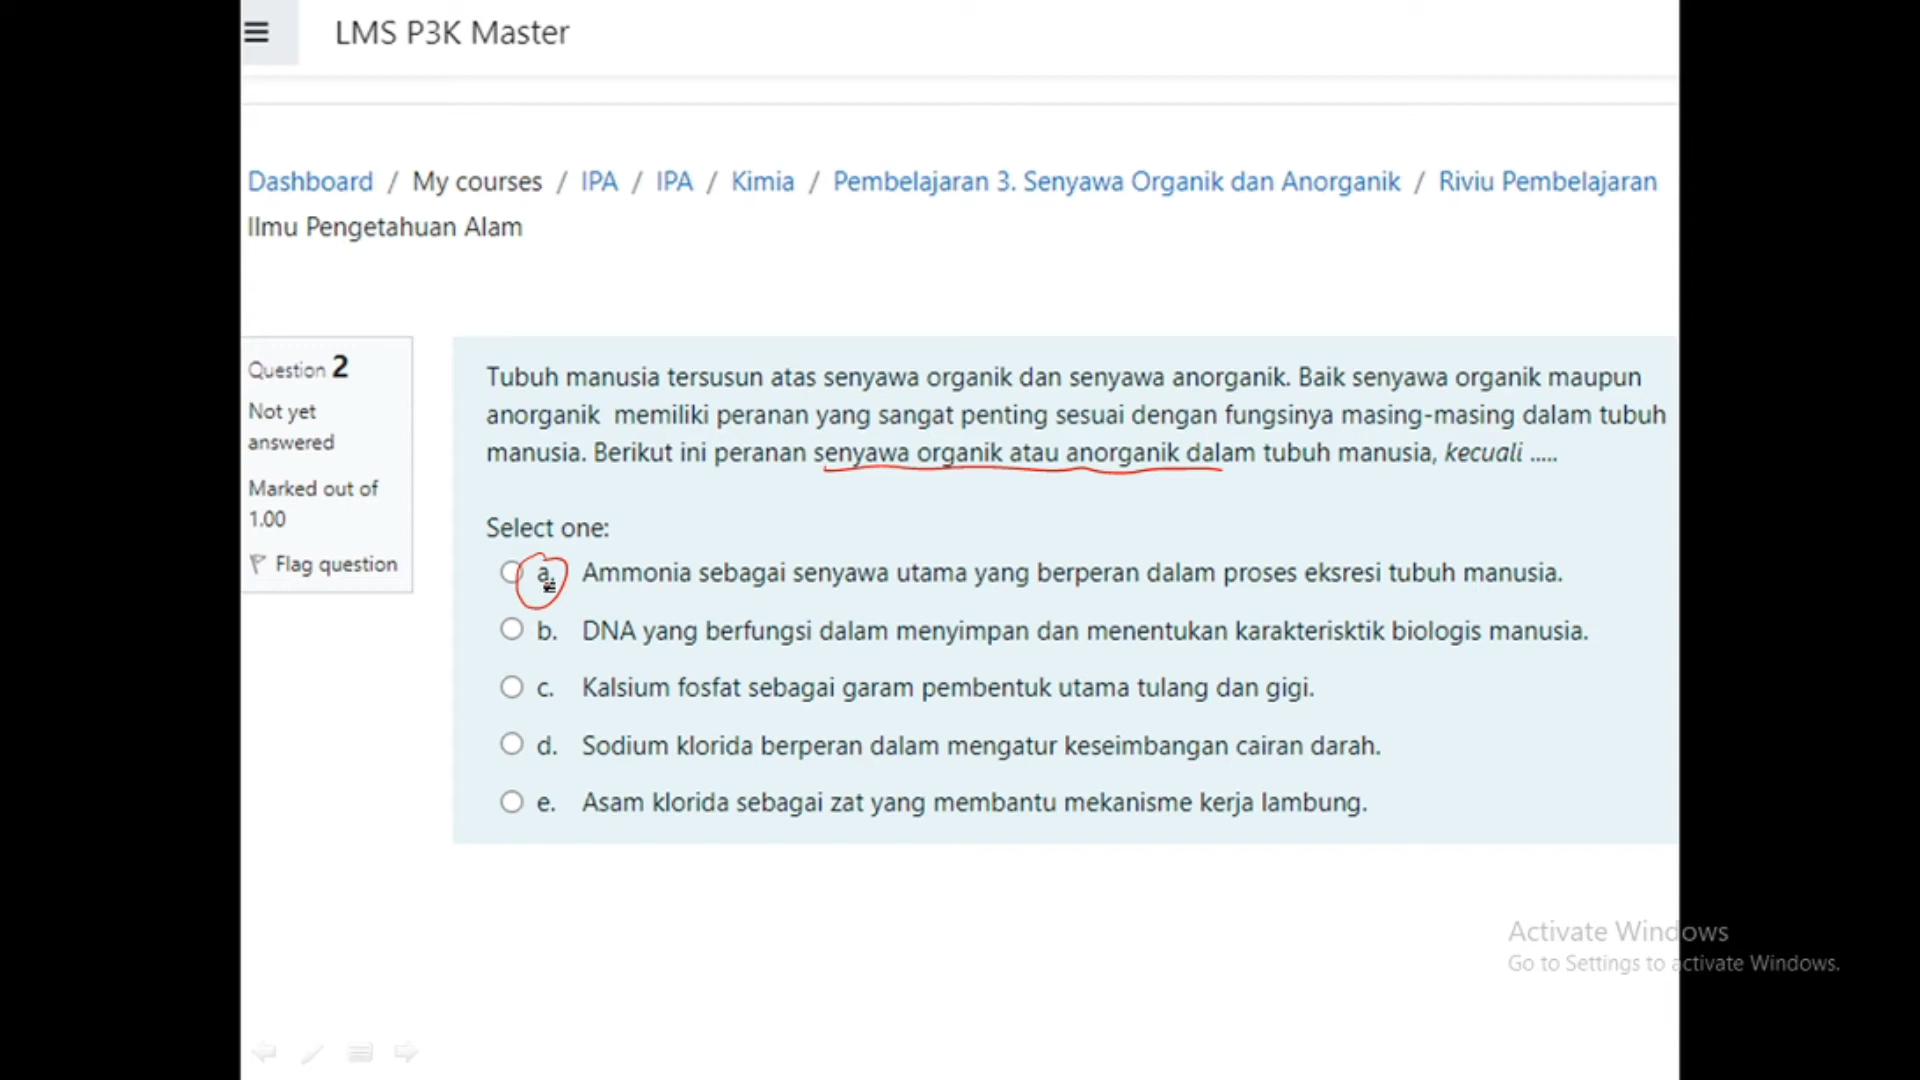 LMS P3K Master
Dashboard / My courses / IPA / IPA / Kimia / Pembelajaran 3. Senyawa Organik dan Anorganik / Riviu Pembelajaran
Ilmu Pengetahuan Alam
Question 2
Not yet
answered
Marked out of
1.00
Flag question
Tubuh manusia tersusun atas senyawa organik dan senyawa anorganik. Baik senyawa organik maupun
anorganik memiliki peranan yang sangat penting sesuai dengan fungsinya masing-masing dalam tubuh
manusia. Berikut ini peranan senyawa organik atau anorganik dalam tubuh manusia, kecuali .....
Select one:
a. Ammonia sebagai senyawa utama yang berperan dalam proses eksresi tubuh manusia.
b. DNA yang berfungsi dalam menyimpan dan menentukan karakterisktik biologis manusia.
c. Kalsium fosfat sebagai garam pembentuk utama tulang dan gigi.
d. Sodium klorida berperan dalam mengatur keseimbangan cairan darah.
e. Asam klorida sebagai zat yang membantu mekanisme kerja lambung.
Activate Windows
Go to Settings to activate Windows.